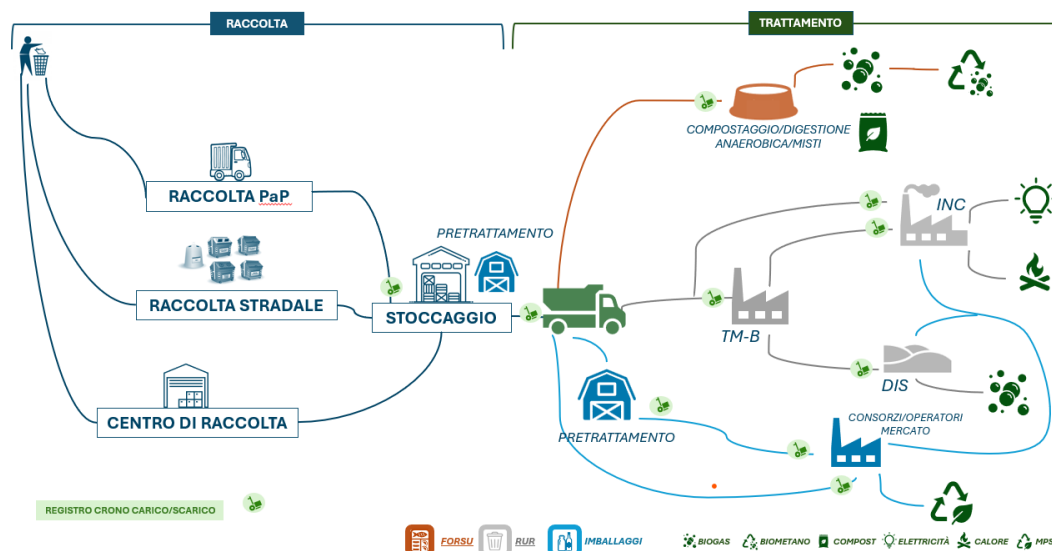 RACCOLTA
TRATTAMENTO
COMPOSTAGGIO/DIGESTIONE
ANAEROBICA/MISTI
RACCOLTA PaP
INC
PRETRATTAMENTO
RACCOLTA STRADALE
STOCCAGGIO
TM-B
DIS
CENTRO DI RACCOLTA
PRETRATTAMENTO
CONSORZI/OPERATORI
MERCATO
REGISTRO CRONO CARICO/SCARICO
FORSU
RUR
IMBALLAGGI
BIOGAS
BIOMETANO
COMPOST
ELETTRICITÀ
CALORE
MPS